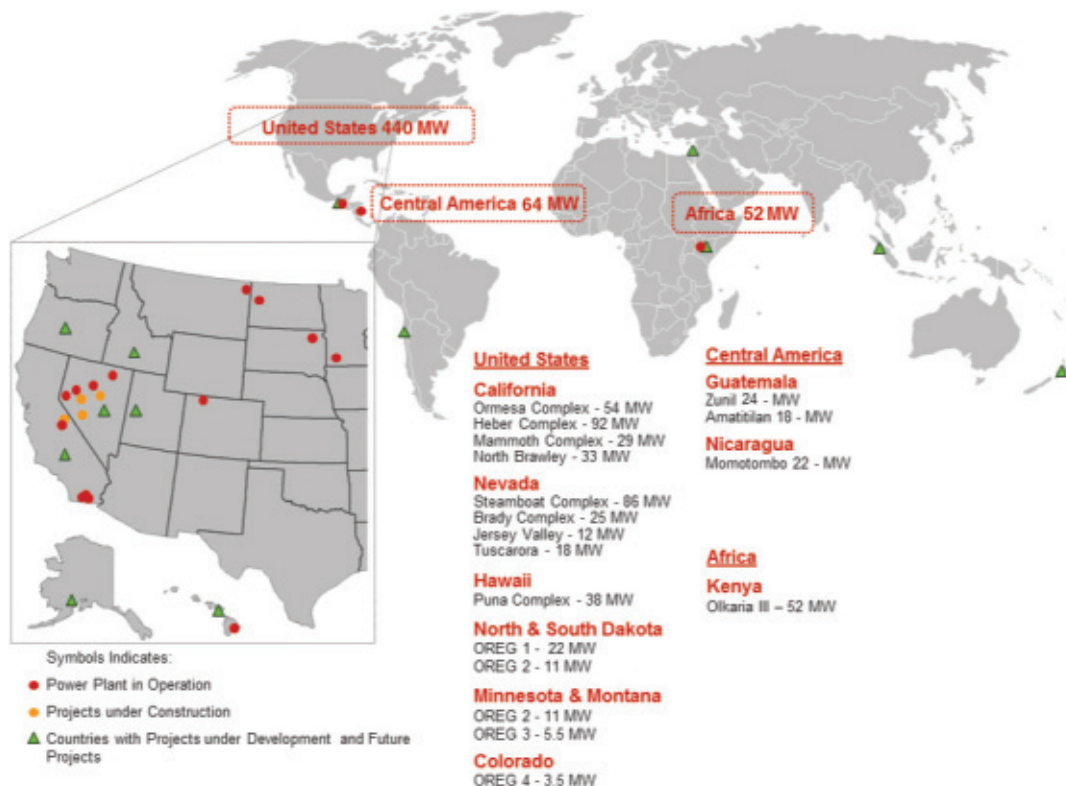 United States 440 MW
Central America 64 MW
Africa 52 MW
United States
California
Ormesa Complex - 54 MW
Heber Complex - 92 MW
Mammoth Complex - 29 MW
North Brawley - 33 MW
Nevada
Steamboat Complex - 86 MW
Brady Complex - 25 MW
Jersey Valley - 12 MW
Tuscarora - 18 MW
Hawaii
Puna Complex - 38 MW
North & South Dakota
OREG 1 - 22 MW
OREG 2 - 11 MW
Minnesota & Montana
OREG 2 - 11 MW
OREG 3 - 5.5 MW
Colorado
OREG 4 - 3.5 MW
Central America
Guatemala
Zunil 24 - MW
Amatitilan 18 - MW
Nicaragua
Momotombo 22 - MW
Africa
Kenya
Olkaria III – 52 MW
Symbols Indicates:
Power Plant in Operation
Projects under Construction
Countries with Projects under Development and Future
Projects